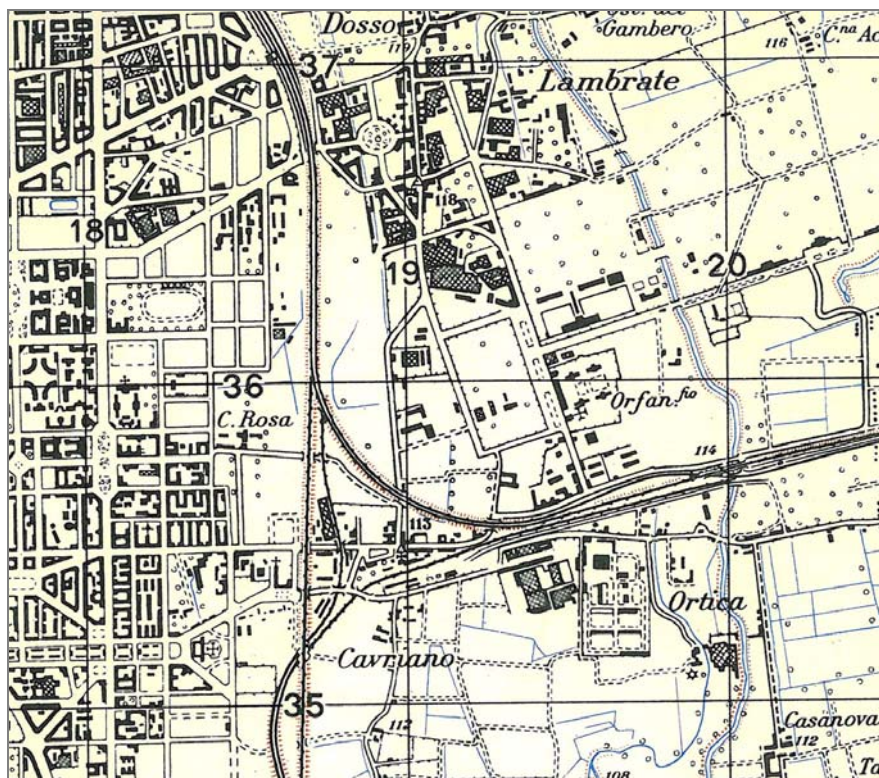 Dosso
Gambero
116
C.na
37
Lambrate
118
18
19
20
36
C. Rosa
Orfan.fio
114
113
Ortica
Cavriano
35
112
Casanova
112
108